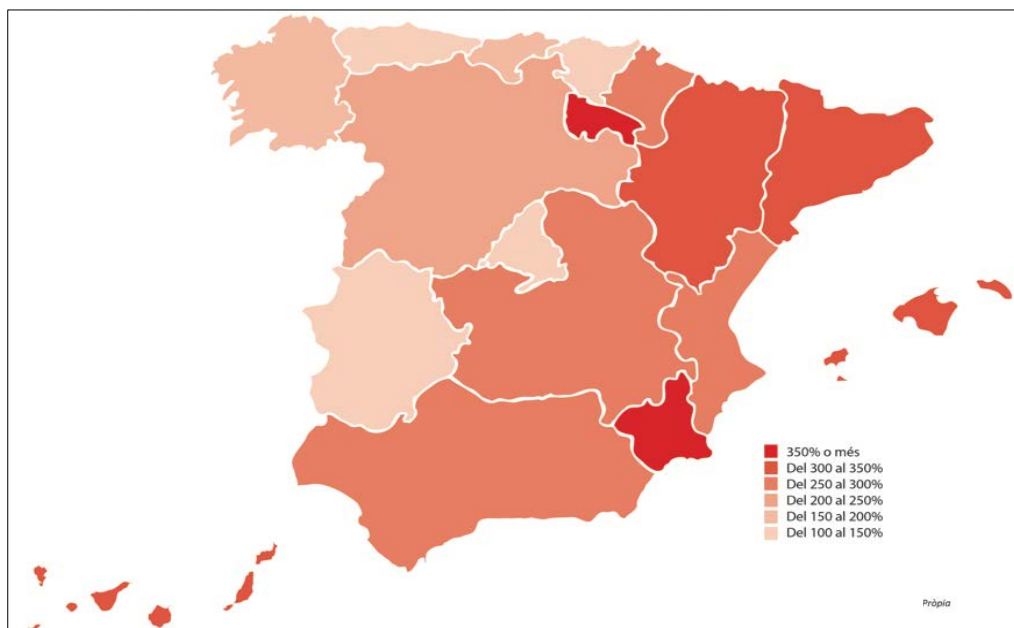 350% o més
Del 300 al 350%
Del 250 al 300%
Del 200 al 250%
Del 150 al 200%
Del 100 al 150%
Pròpia